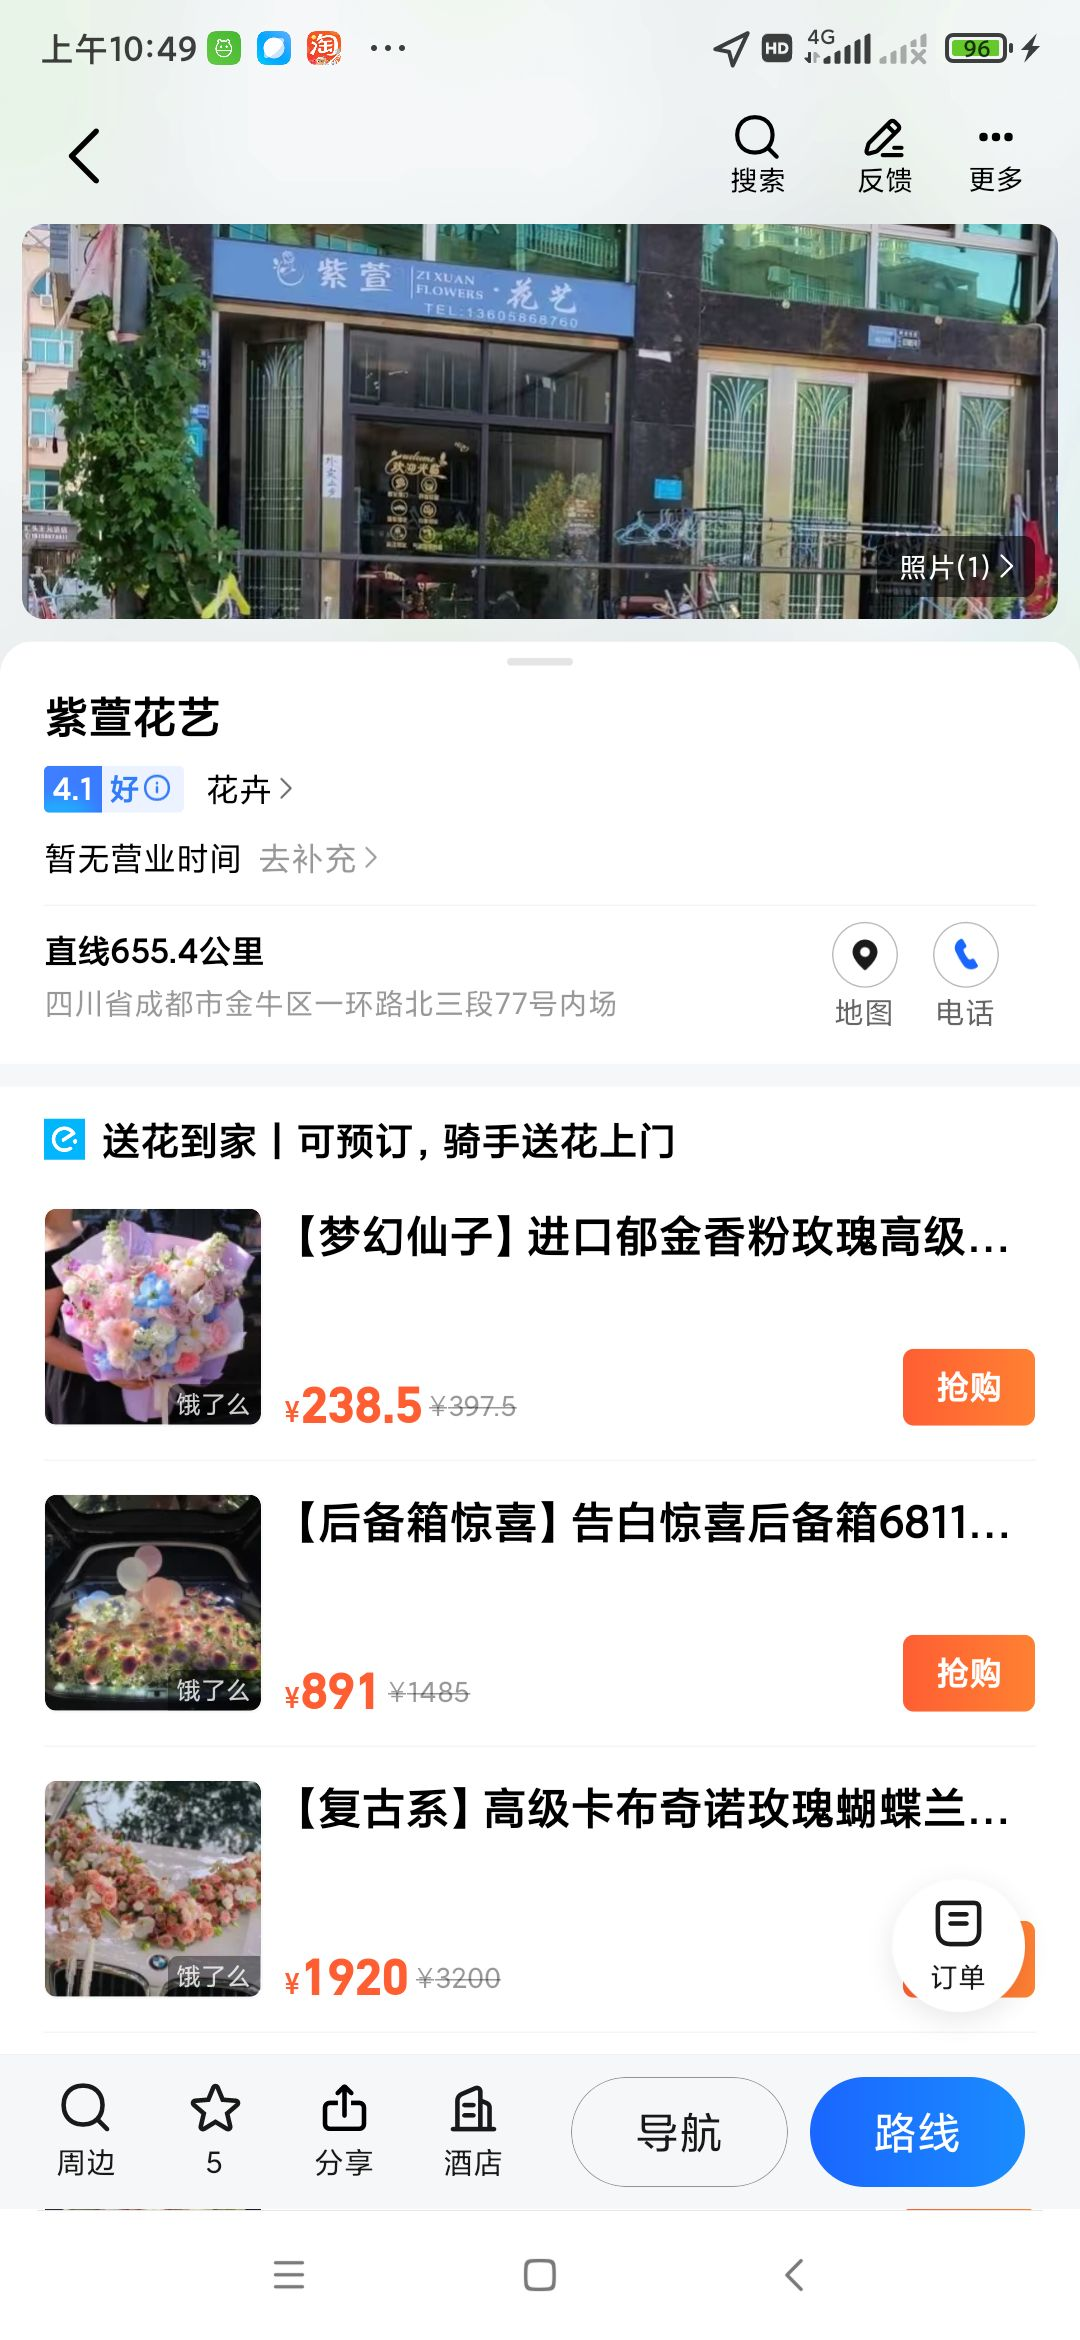 上午10:49
淘
HD
4G
96
搜索
反馈
更多
紫萱 ZI XUAN FLOWERS · 花艺
TEL:13605868760
welcome
欢迎光临
照片(1)
紫萱花艺
4.1 好 花卉
暂无营业时间 去补充
直线655.4公里
四川省成都市金牛区一环路北三段77号内场
地图
电话
送花到家 | 可预订，骑手送花上门
【梦幻仙子】进口郁金香粉玫瑰高级...
饿了么
¥238.5 ¥397.5
抢购
【后备箱惊喜】告白惊喜后备箱6811...
饿了么
¥891 ¥1485
抢购
【复古系】高级卡布奇诺玫瑰蝴蝶兰...
饿了么
¥1920 ¥3200
订单
周边
5
分享
酒店
导航
路线